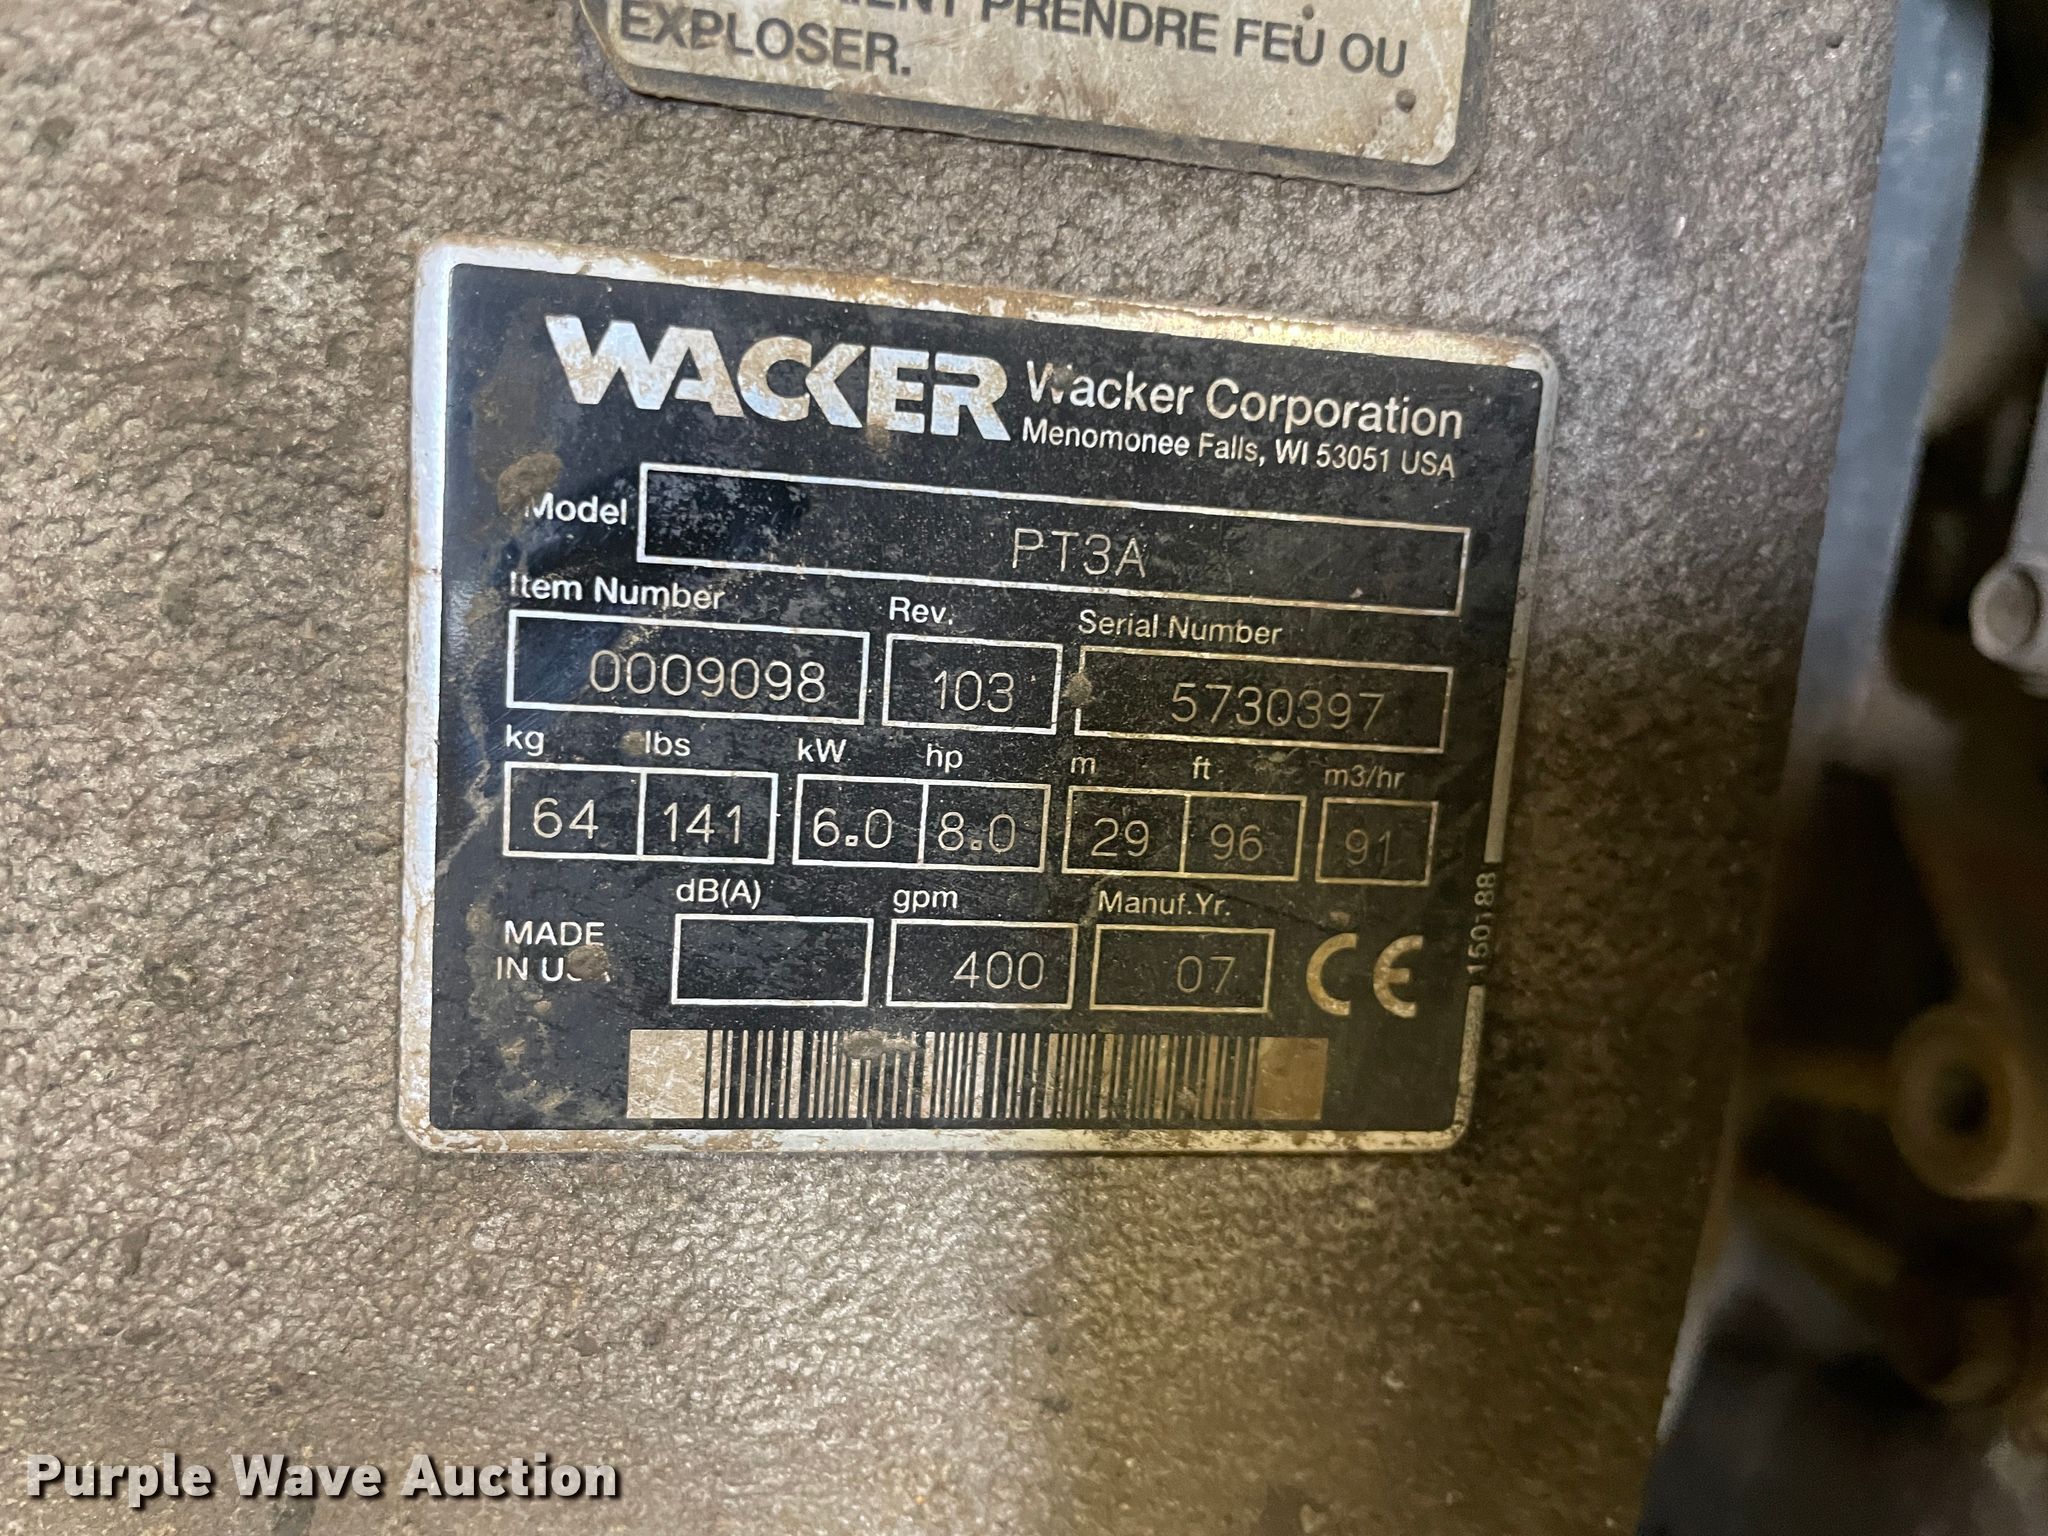 PRENDRE FEU OU
EXPLOSER.
WACKER
Wacker Corporation
Menomonee Falls, WI 53051 USA
Model PT3A
Item Number Rev. Serial Number
0009098 103 5730397
kg lbs kW hp m ft m3/hr
64 141 6.0 8.0 29 96 91
dB(A) gpm Manuf.Yr.
MADE
IN USA
400 07 CE
150188
Purple Wave Auction